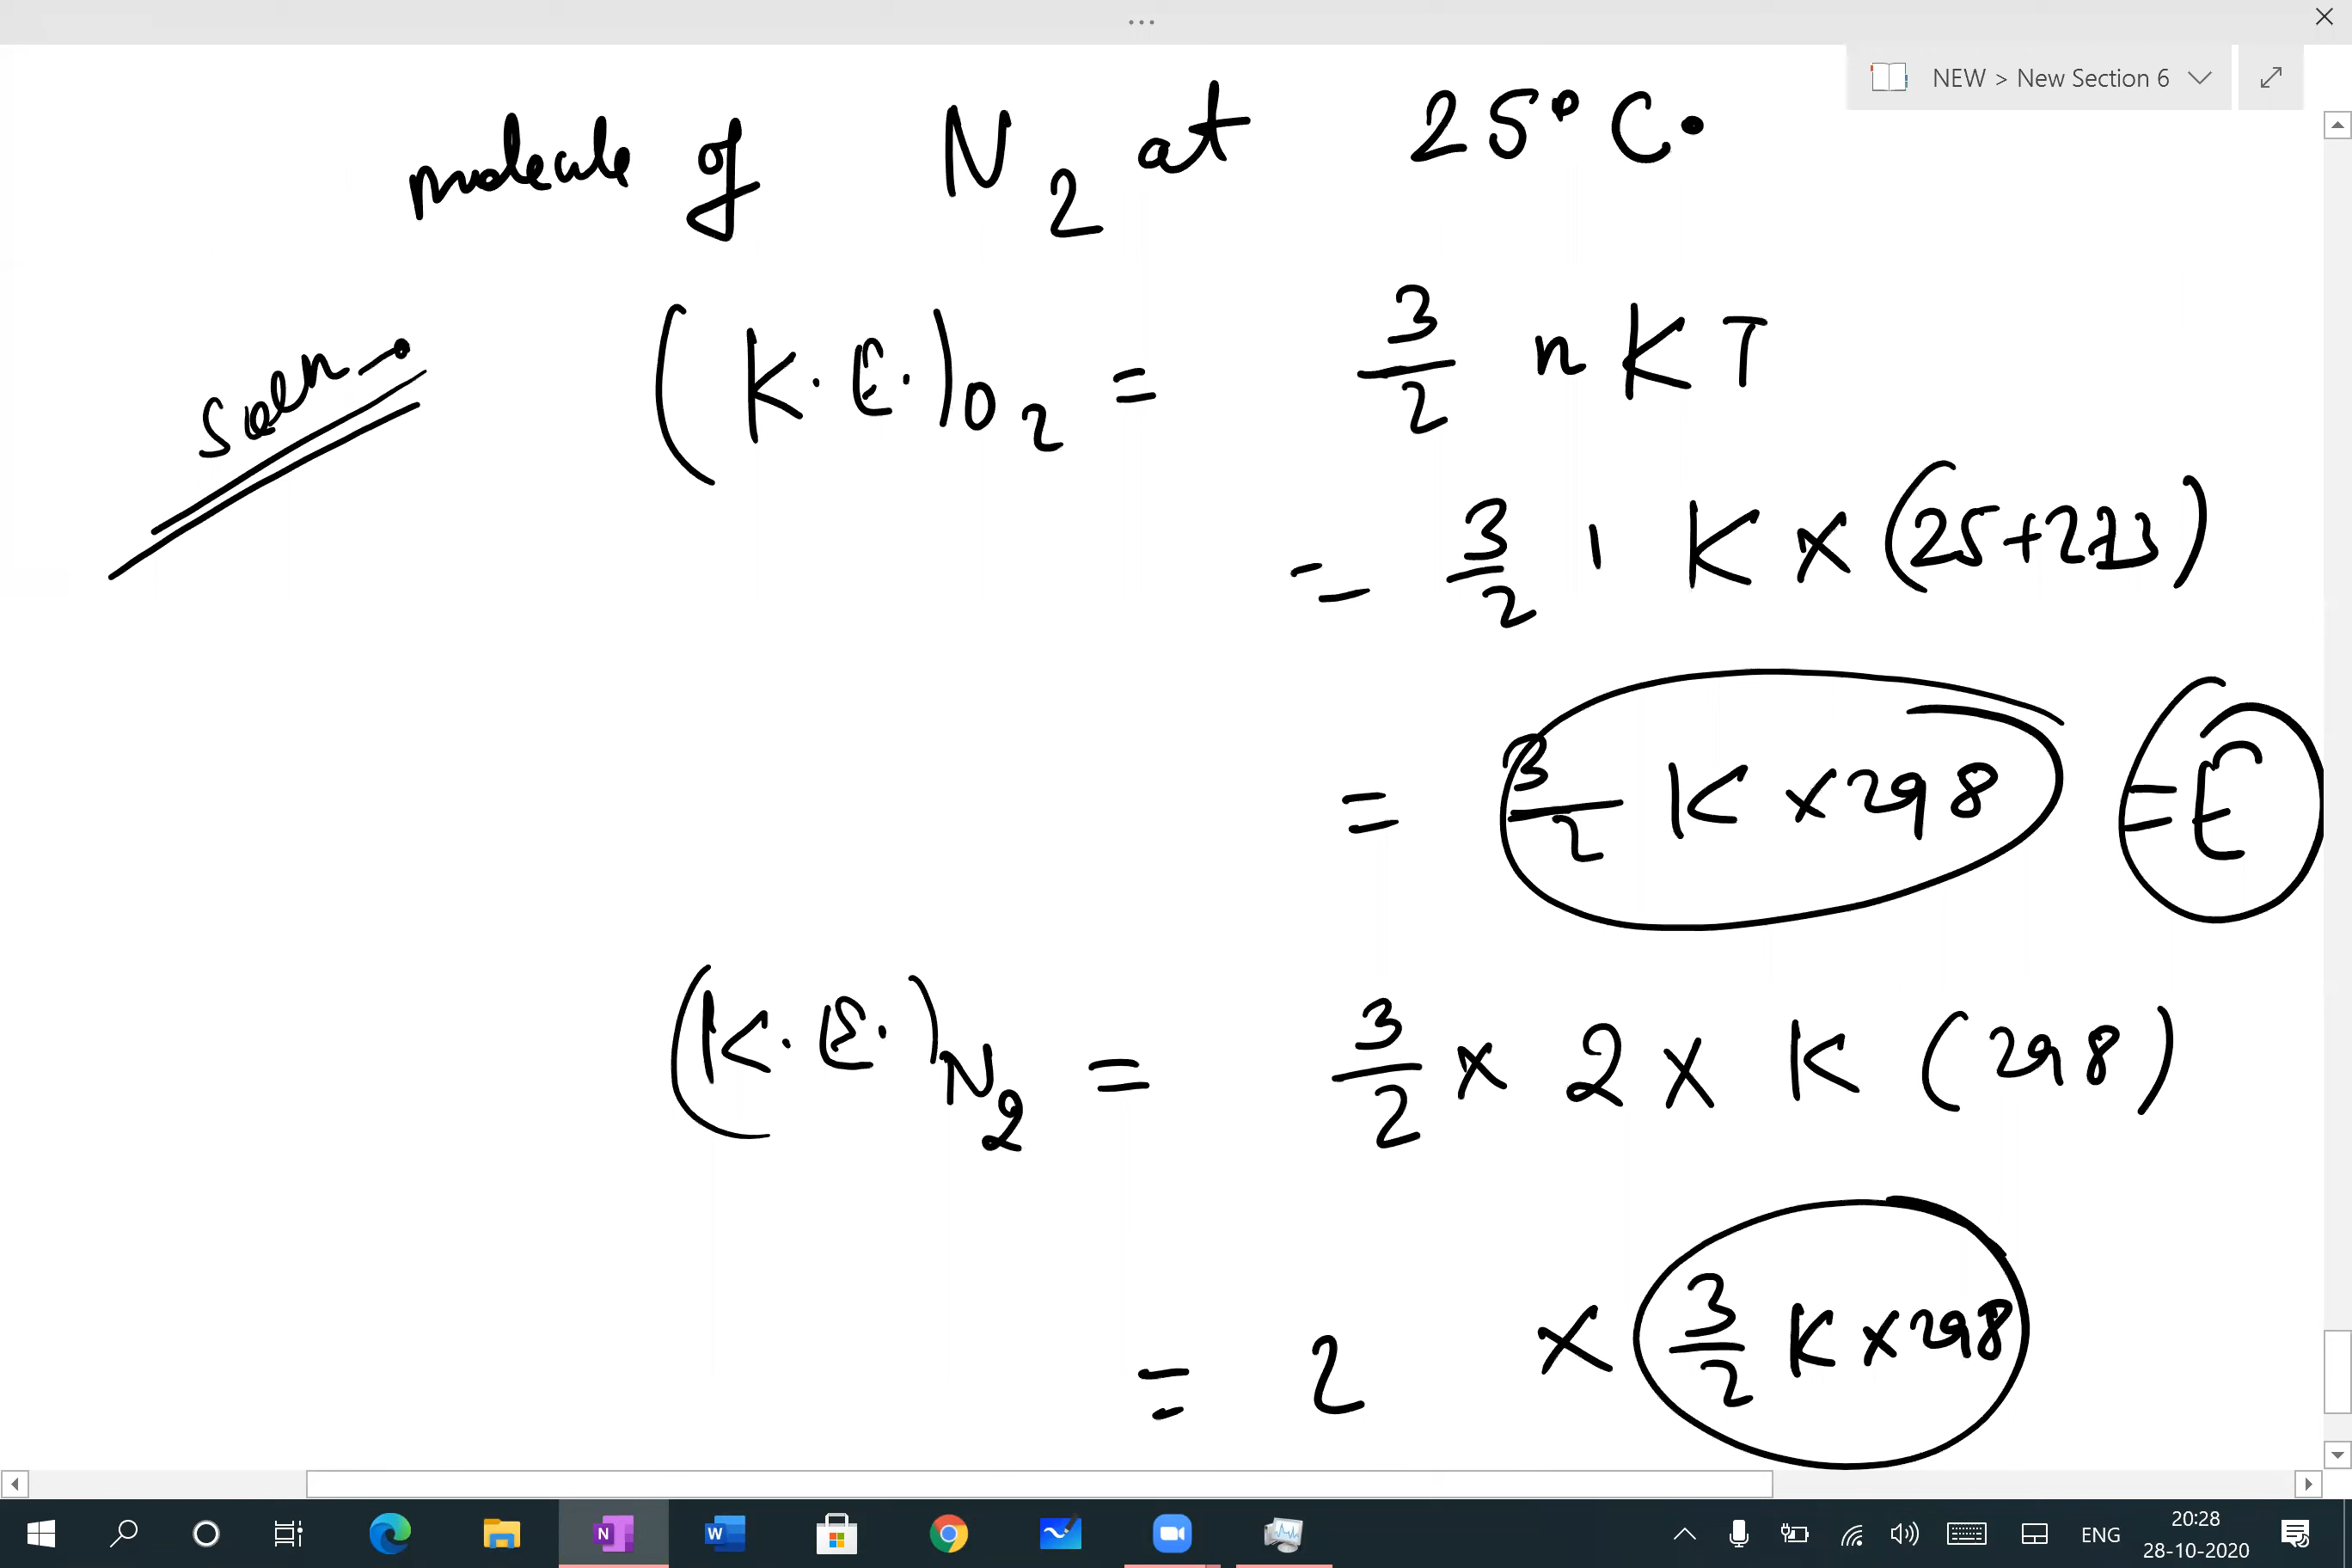 NEW > New Section 6
molecule of N₂ at 25°C.
Soln → (K.E.)O₂ = 3/2 n K T
= 3/2 1 K × (25+273)
= 3/2 K × 298 = E
(K.E.)N₂ = 3/2 × 2 × K (298)
= 2 × 3/2 K × 298
ENG
20:28
28-10-2020